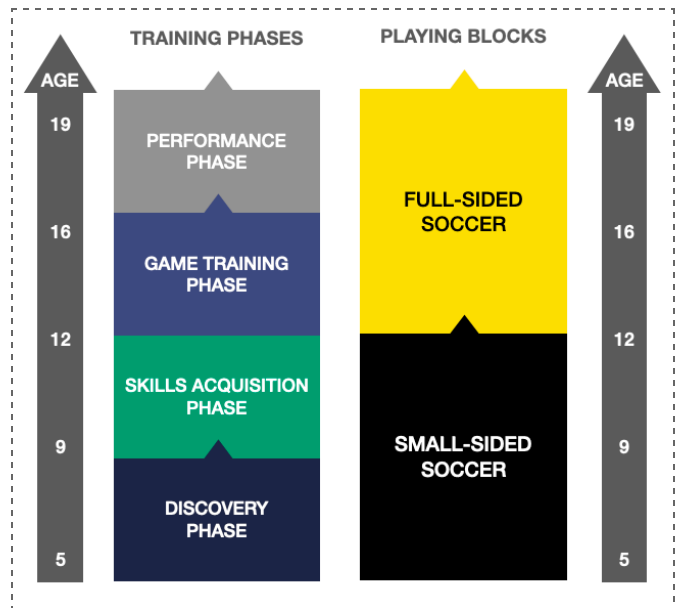 TRAINING PHASES
PLAYING BLOCKS
AGE
19
16
12
9
5
PERFORMANCE
PHASE
GAME TRAINING
PHASE
SKILLS ACQUISITION
PHASE
DISCOVERY
PHASE
FULL-SIDED
SOCCER
SMALL-SIDED
SOCCER
AGE
19
16
12
9
5